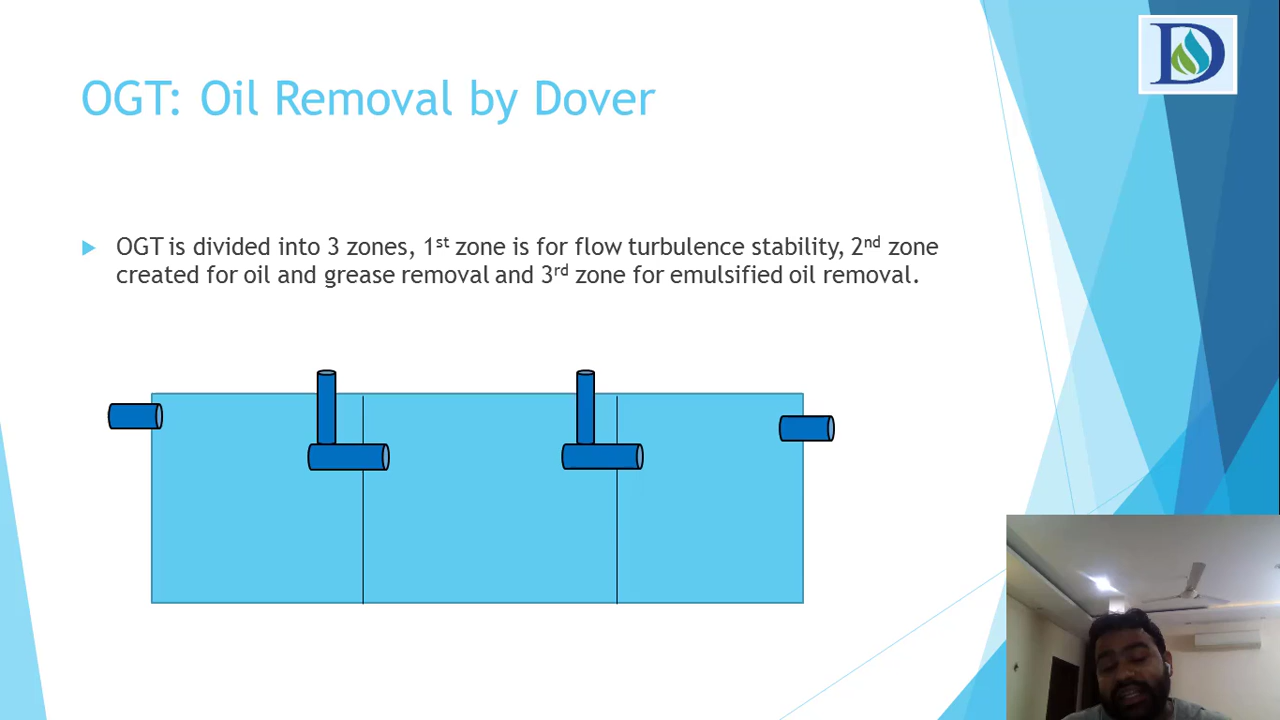 D
OGT: Oil Removal by Dover
OGT is divided into 3 zones, 1st zone is for flow turbulence stability, 2nd zone
created for oil and grease removal and 3rd zone for emulsified oil removal.